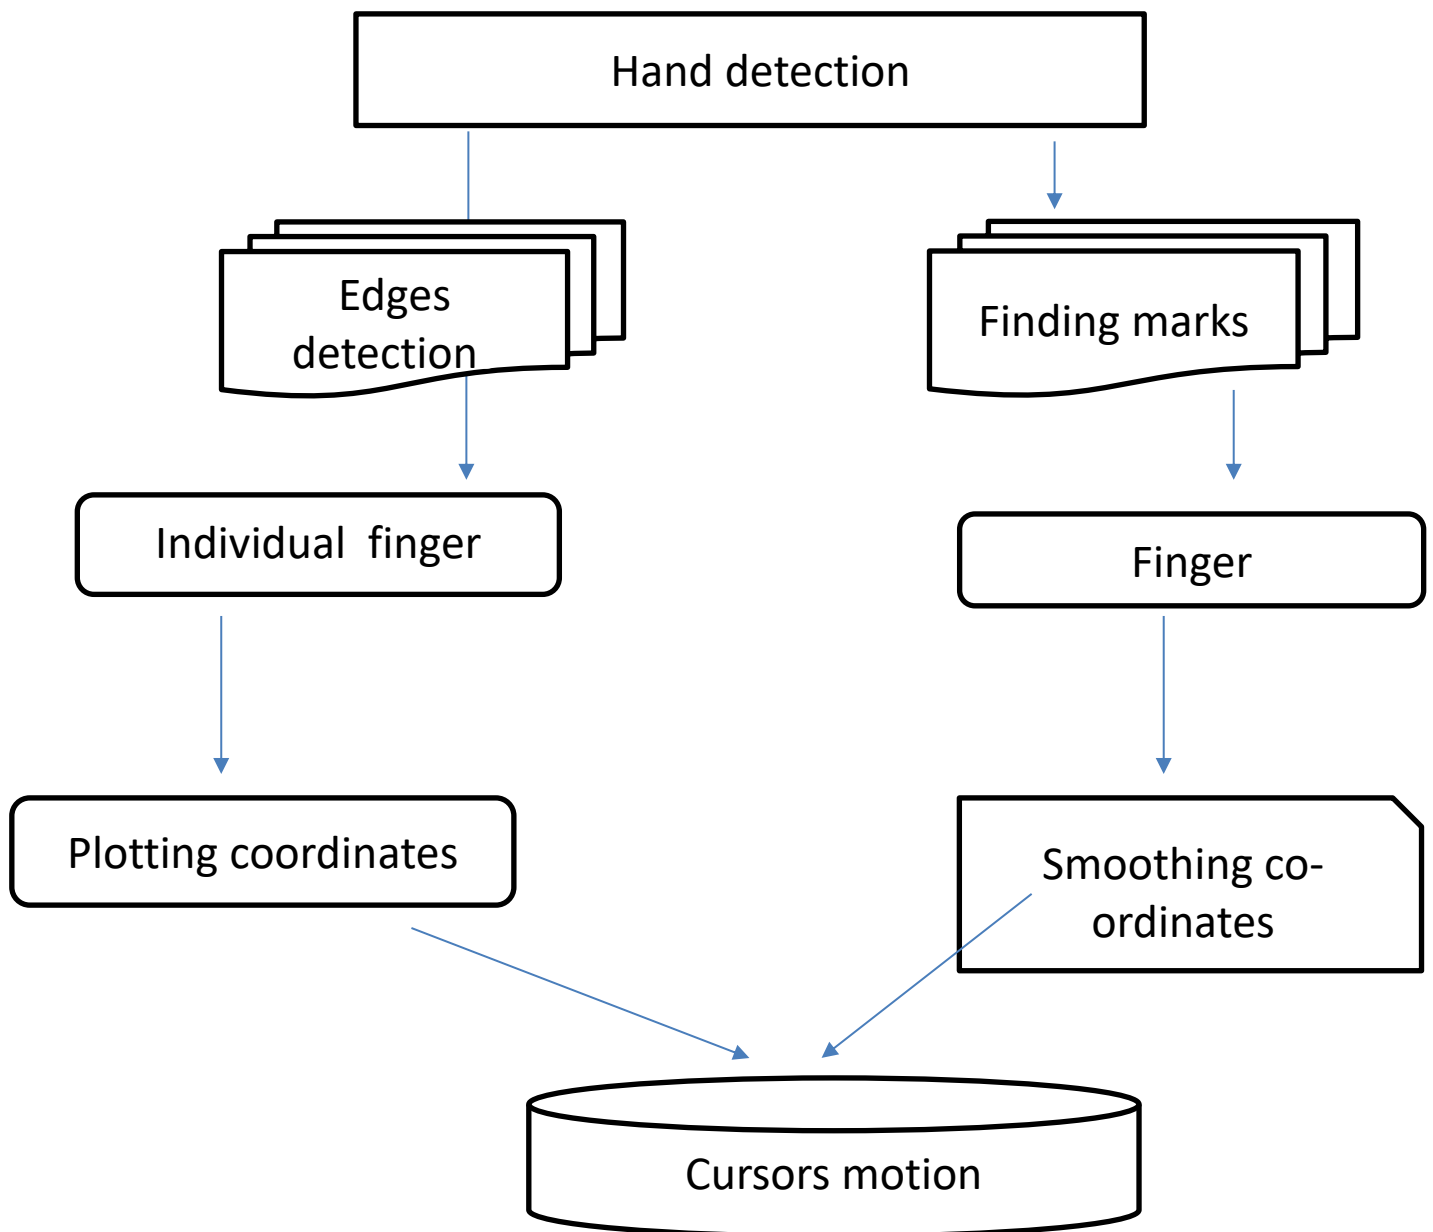 Hand detection
Edges
detection
Finding marks
Individual  finger
Finger
Plotting coordinates
Smoothing co-
ordinates
Cursors motion